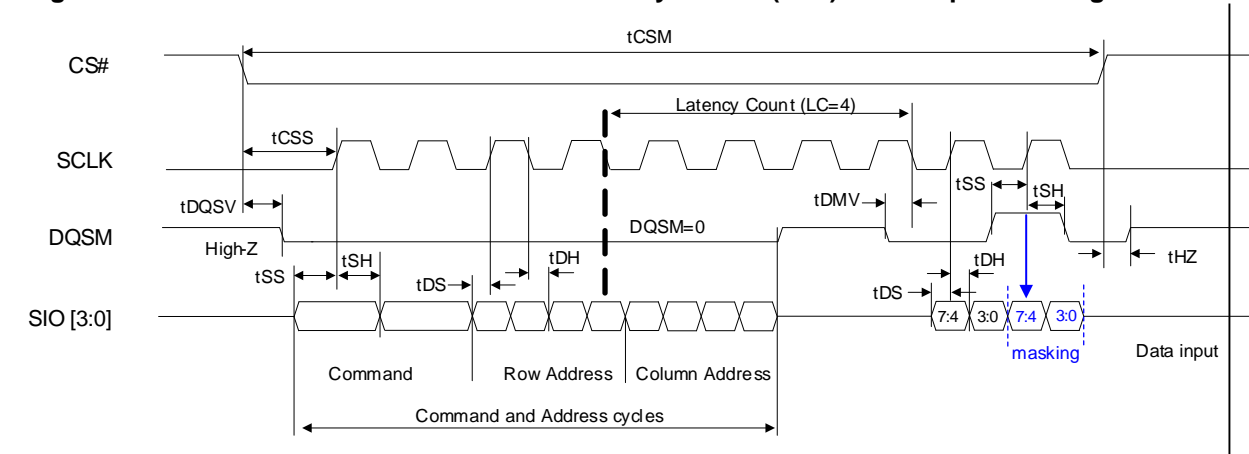 tCSM
CS#
Latency Count (LC=4)
tCSS
SCLK
tSS
tSH
tDQSV
tDMV
DQSM
DQSM=0
High-Z
tSS
tSH
tDH
tDS
tDH
tHZ
tDS
SIO [3:0]
7:4
3:0
7:4
3:0
masking
Data input
Command
Row Address
Column Address
Command and Address cycles